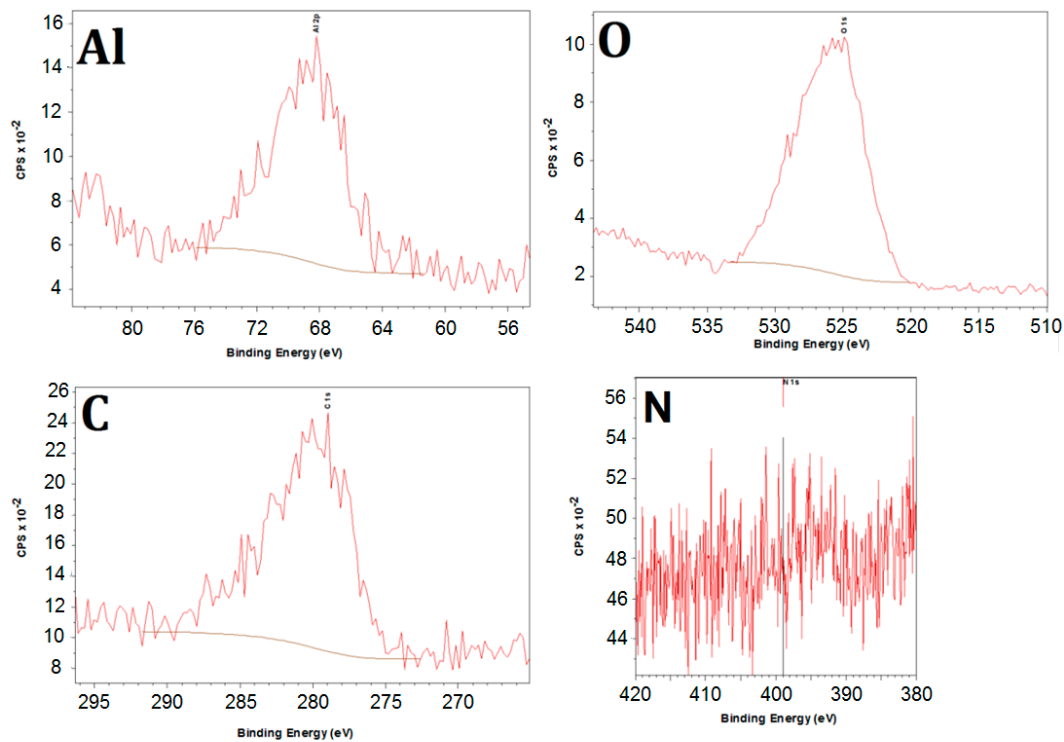 Al
Al 2p
CPS x 10-2
16
14
12
10
8
6
4
80 76 72 68 64 60 56
Binding Energy (eV)
O
O 1s
CPS x 10-2
10
8
6
4
2
540 535 530 525 520 515 510
Binding Energy (eV)
C
C 1s
CPS x 10-2
26
24
22
20
18
16
14
12
10
8
295 290 285 280 275 270
Binding Energy (eV)
N
N 1s
CPS x 10-2
56
54
52
50
48
46
44
420 410 400 390 380
Binding Energy (eV)